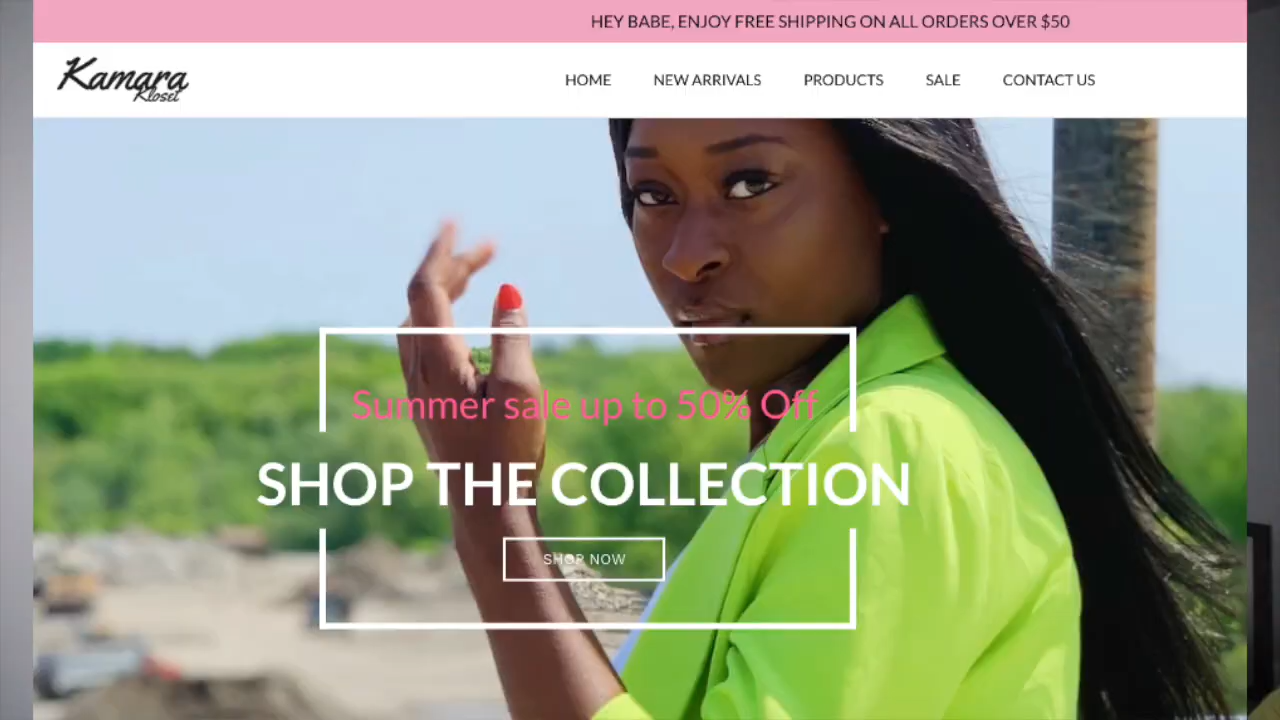 HEY BABE, ENJOY FREE SHIPPING ON ALL ORDERS OVER $50
Kamara
Kloset
HOME NEW ARRIVALS PRODUCTS SALE CONTACT US
Summer sale up to 50% Off
SHOP THE COLLECTION
SHOP NOW